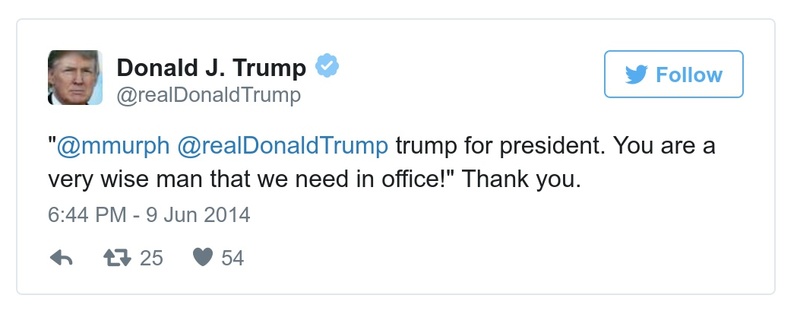 Donald J. Trump
@realDonaldTrump
Follow
"@mmurph @realDonaldTrump trump for president. You are a
very wise man that we need in office!" Thank you.
6:44 PM - 9 Jun 2014
25 54